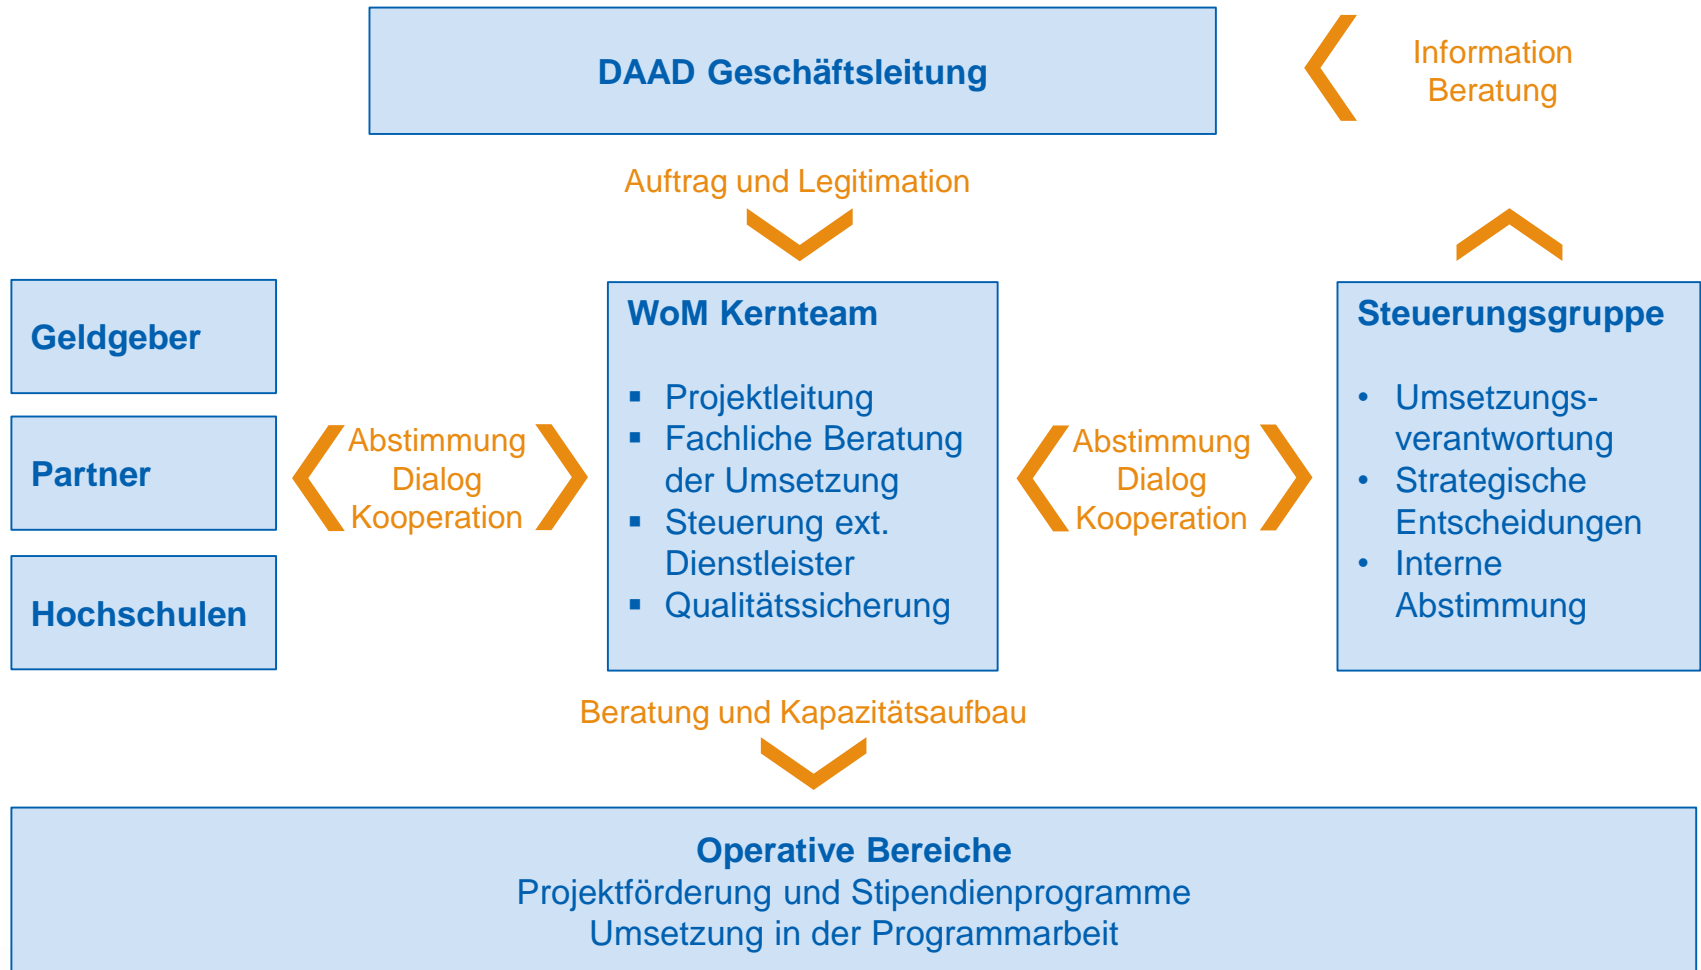 DAAD Geschäftsleitung
Information
Beratung
Auftrag und Legitimation
Geldgeber
Partner
Hochschulen
Abstimmung
Dialog
Kooperation
WoM Kernteam
▪ Projektleitung
▪ Fachliche Beratung
der Umsetzung
▪ Steuerung ext.
Dienstleister
▪ Qualitätssicherung
Abstimmung
Dialog
Kooperation
Steuerungsgruppe
• Umsetzungs-
verantwortung
• Strategische
Entscheidungen
• Interne
Abstimmung
Beratung und Kapazitätsaufbau
Operative Bereiche
Projektförderung und Stipendienprogramme
Umsetzung in der Programmarbeit